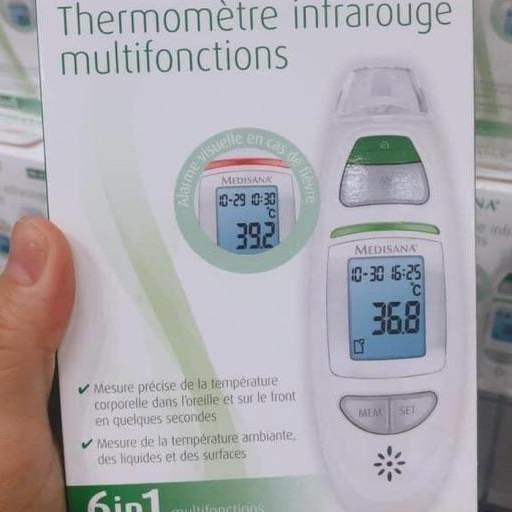 Thermomètre infrarouge
multifonctions
Alarme visuelle en cas de fièvre
MEDISANA®
10-29 10:30
°C
39.2
MEDISANA®
10-30 16:25
°C
36.8
MEM SET
✔ Mesure précise de la température
corporelle dans l'oreille et sur le front
en quelques secondes
✔ Mesure de la température ambiante,
des liquides et des surfaces
6in1 multifonctions